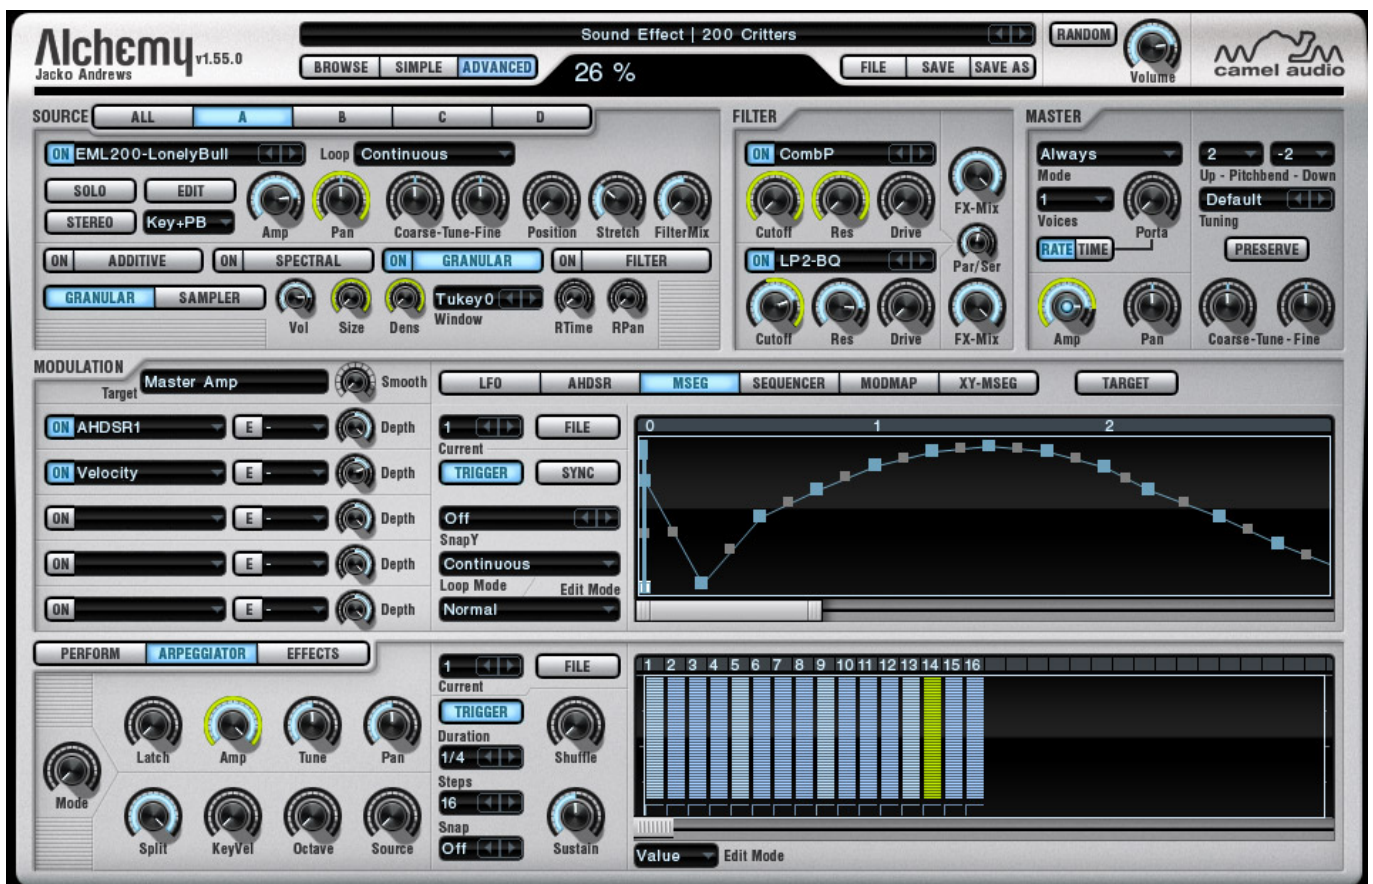 Alchemy v1.55.0
Jacko Andrews
Sound Effect | 200 Critters
BROWSE SIMPLE ADVANCED
26 %
FILE SAVE SAVE AS
RANDOM
Volume
camel audio
SOURCE ALL A B C D
ON EML200-LonelyBull Loop Continuous
SOLO EDIT
STEREO Key+PB
Amp Pan Coarse-Tune-Fine Position Stretch FilterMix
ON ADDITIVE ON SPECTRAL ON GRANULAR ON FILTER
GRANULAR SAMPLER
Vol Size Dens
Tukey0
Window
RTime RPan
FILTER
ON CombP
Cutoff Res Drive
FX-Mix
Par/Ser
ON LP2-BQ
Cutoff Res Drive FX-Mix
MASTER
Always
Mode
1
Voices
Porta
RATE TIME
2 -2
Up - Pitchbend - Down
Default
Tuning
PRESERVE
Amp Pan Coarse-Tune-Fine
MODULATION
Target Master Amp Smooth
ON AHDSR1 E - Depth
ON Velocity E - Depth
ON E - Depth
ON E - Depth
ON E - Depth
LFO AHDSR MSEG SEQUENCER MODMAP XY-MSEG TARGET
1 FILE
Current
TRIGGER SYNC
Off
SnapY
Continuous
Loop Mode Edit Mode
Normal
0 1 2
PERFORM ARPEGGIATOR EFFECTS
Mode
Latch Amp Tune Pan
Split KeyVel Octave Source
1 FILE
Current
TRIGGER
Duration
1/4 Shuffle
Steps
16
Snap
Off Sustain
1 2 3 4 5 6 7 8 9 10 11 12 13 14 15 16
Value Edit Mode